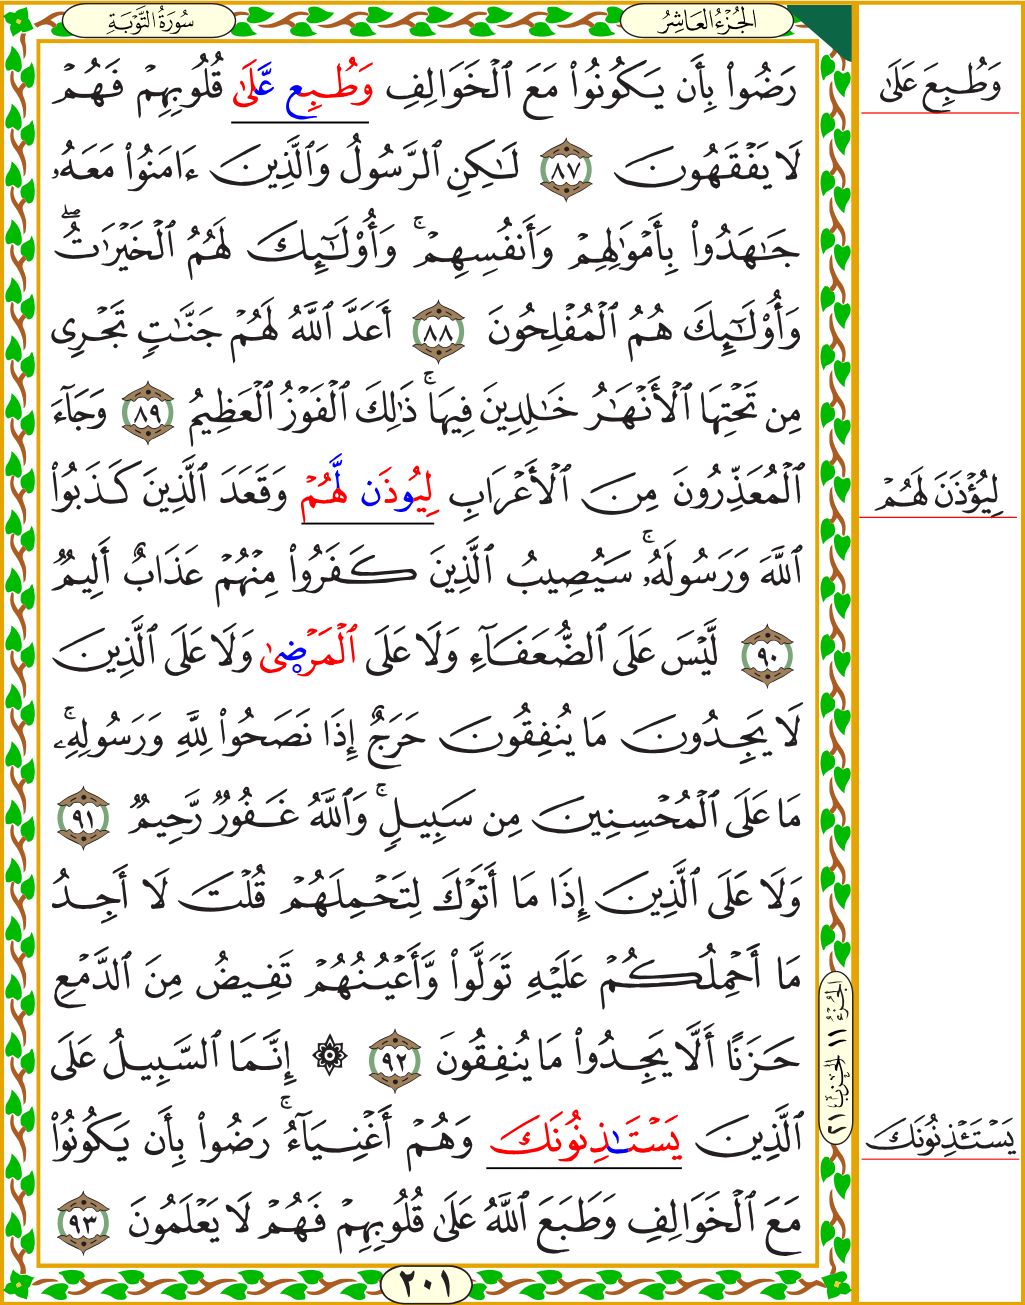 الجُزْءُ العَاشِرُ
سُورَةُ التَّوْبَةِ
رَضُوا۟ بِأَن يَكُونُوا۟ مَعَ ٱلْخَوَالِفِ وَطُبِع عَّلَىٰ قُلُوبِهِمْ فَهُمْ
وَطُبِعَ عَلَىٰ
لَا يَفْقَهُونَ ٨٧ لَـٰكِنِ ٱلرَّسُولُ وَٱلَّذِينَ ءَامَنُوا۟ مَعَهُۥ
جَـٰهَدُوا۟ بِأَمْوَٰلِهِمْ وَأَنفُسِهِمْ ۚ وَأُو۟لَـٰٓئِكَ لَهُمُ ٱلْخَيْرَٰتُ ۖ
وَأُو۟لَـٰٓئِكَ هُمُ ٱلْمُفْلِحُونَ ٨٨ أَعَدَّ ٱللَّهُ لَهُمْ جَنَّـٰتٍ تَجْرِى
مِن تَحْتِهَا ٱلْأَنْهَـٰرُ خَـٰلِدِينَ فِيهَا ۚ ذَٰلِكَ ٱلْفَوْزُ ٱلْعَظِيمُ ٨٩ وَجَآءَ
ٱلْمُعَذِّرُونَ مِنَ ٱلْأَعْرَابِ لِيُوذَن لَّهُمْ وَقَعَدَ ٱلَّذِينَ كَذَبُوا۟
لِيُؤْذَنَ لَهُمْ
ٱللَّهَ وَرَسُولَهُۥ ۚ سَيُصِيبُ ٱلَّذِينَ كَفَرُوا۟ مِنْهُمْ عَذَابٌ أَلِيمٌ
٩٠ لَّيْسَ عَلَى ٱلضُّعَفَآءِ وَلَا عَلَى ٱلْمَرْضىٰ وَلَا عَلَى ٱلَّذِينَ
لَا يَجِدُونَ مَا يُنفِقُونَ حَرَجٌ إِذَا نَصَحُوا۟ لِلَّهِ وَرَسُولِهِۦ ۚ
مَا عَلَى ٱلْمُحْسِنِينَ مِن سَبِيلٍ ۚ وَٱللَّهُ غَفُورٌ رَّحِيمٌ ٩١
وَلَا عَلَى ٱلَّذِينَ إِذَا مَا أَتَوْكَ لِتَحْمِلَهُمْ قُلْتَ لَا أَجِدُ
مَا أَحْمِلُكُمْ عَلَيْهِ تَوَلَّوا۟ وَّأَعْيُنُهُمْ تَفِيضُ مِنَ ٱلدَّمْعِ
حَزَنًا أَلَّا يَجِدُوا۟ مَا يُنفِقُونَ ٩٢ ۞ إِنَّمَا ٱلسَّبِيلُ عَلَى
الجُزْءُ ١١ الحِزْبُ ٢١
ٱلَّذِينَ يَسْتَـٰذِنُونَكَ وَهُمْ أَغْنِيَآءُ ۚ رَضُوا۟ بِأَن يَكُونُوا۟
يَسْتَـْٔذِنُونَكَ
مَعَ ٱلْخَوَالِفِ وَطَبَعَ ٱللَّهُ عَلَىٰ قُلُوبِهِمْ فَهُمْ لَا يَعْلَمُونَ ٩٣
٢٠١